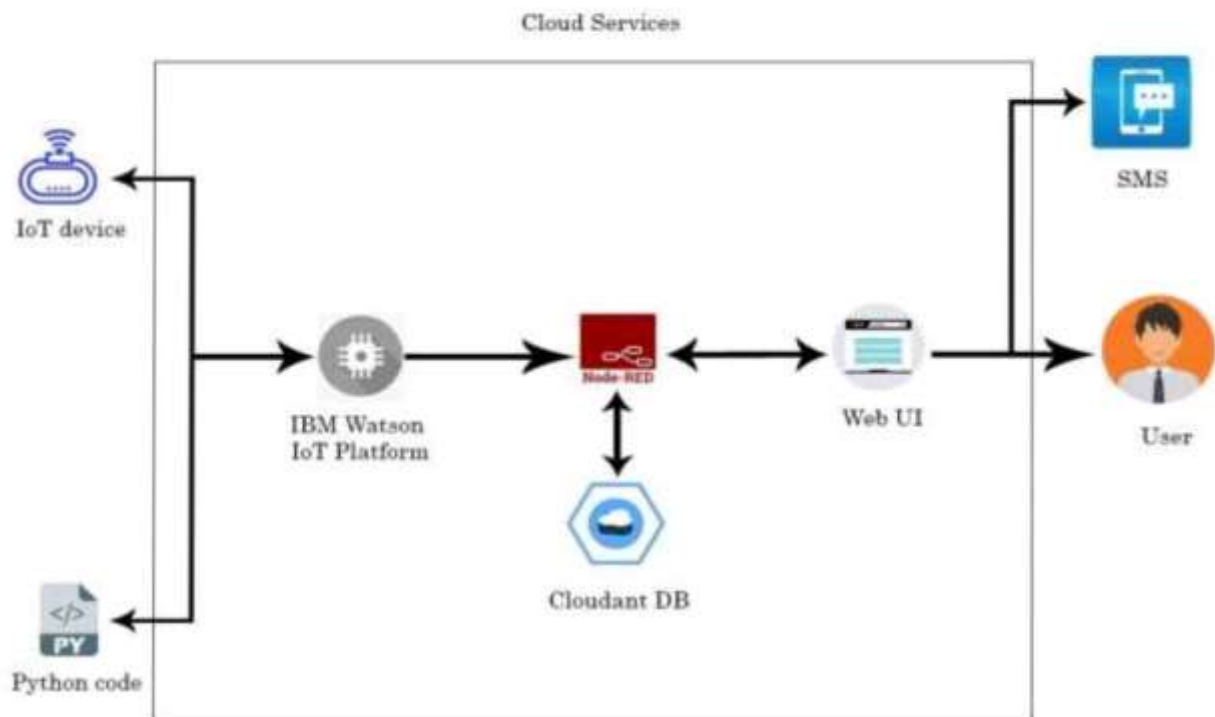 Cloud Services
SMS
IoT device
Node-RED
IBM Watson
IoT Platform
Web UI
User
Cloudant DB
</>
PY
Python code